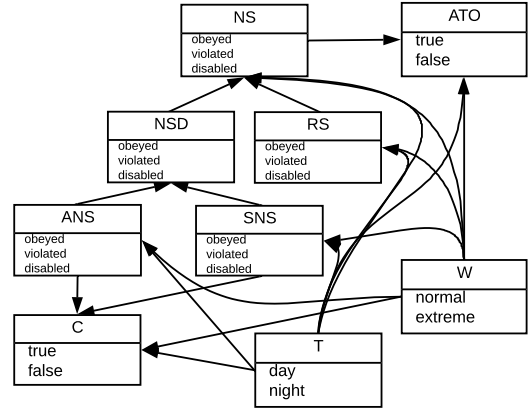 NS
obeyed
violated
disabled
ATO
true
false
NSD
obeyed
violated
disabled
RS
obeyed
violated
disabled
ANS
obeyed
violated
disabled
SNS
obeyed
violated
disabled
W
normal
extreme
C
true
false
T
day
night